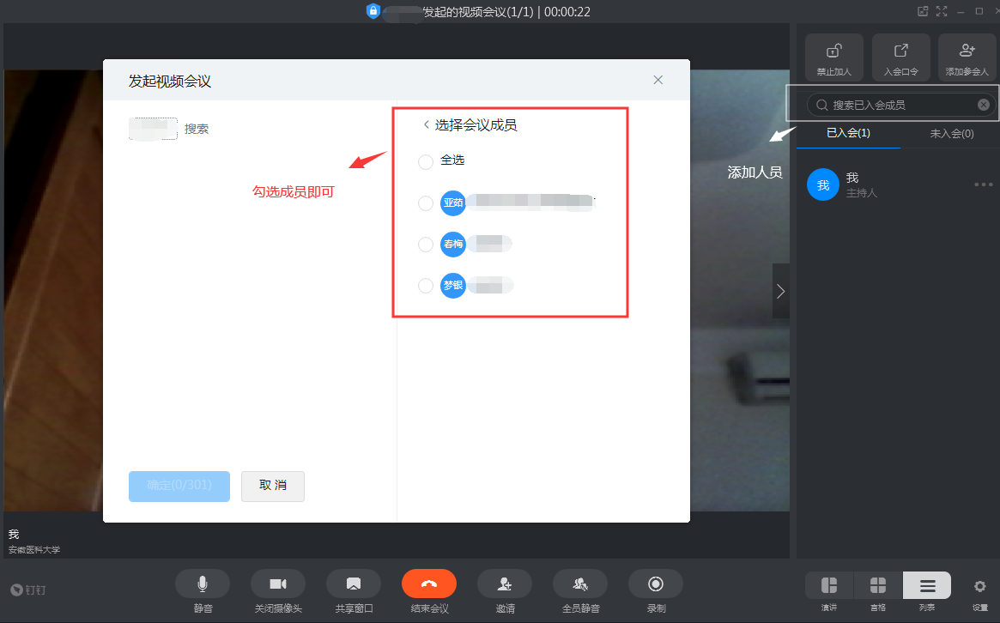 发起的视频会议(1/1) | 00:00:22
禁止加人
入会口令
添加参会人
搜索已入会成员
已入会(1)
未入会(0)
添加人员
我
我
主持人
发起视频会议
搜索
勾选成员即可
选择会议成员
全选
亚茹
春梅
梦银
确定(0/301)
取 消
我
安徽医科大学
钉钉
静音
关闭摄像头
共享窗口
结束会议
邀请
全员静音
录制
演讲
宫格
列表
设置